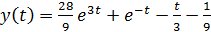 y(t) = 28/9 e^{3t} + e^{-t} - t/3 - 1/9